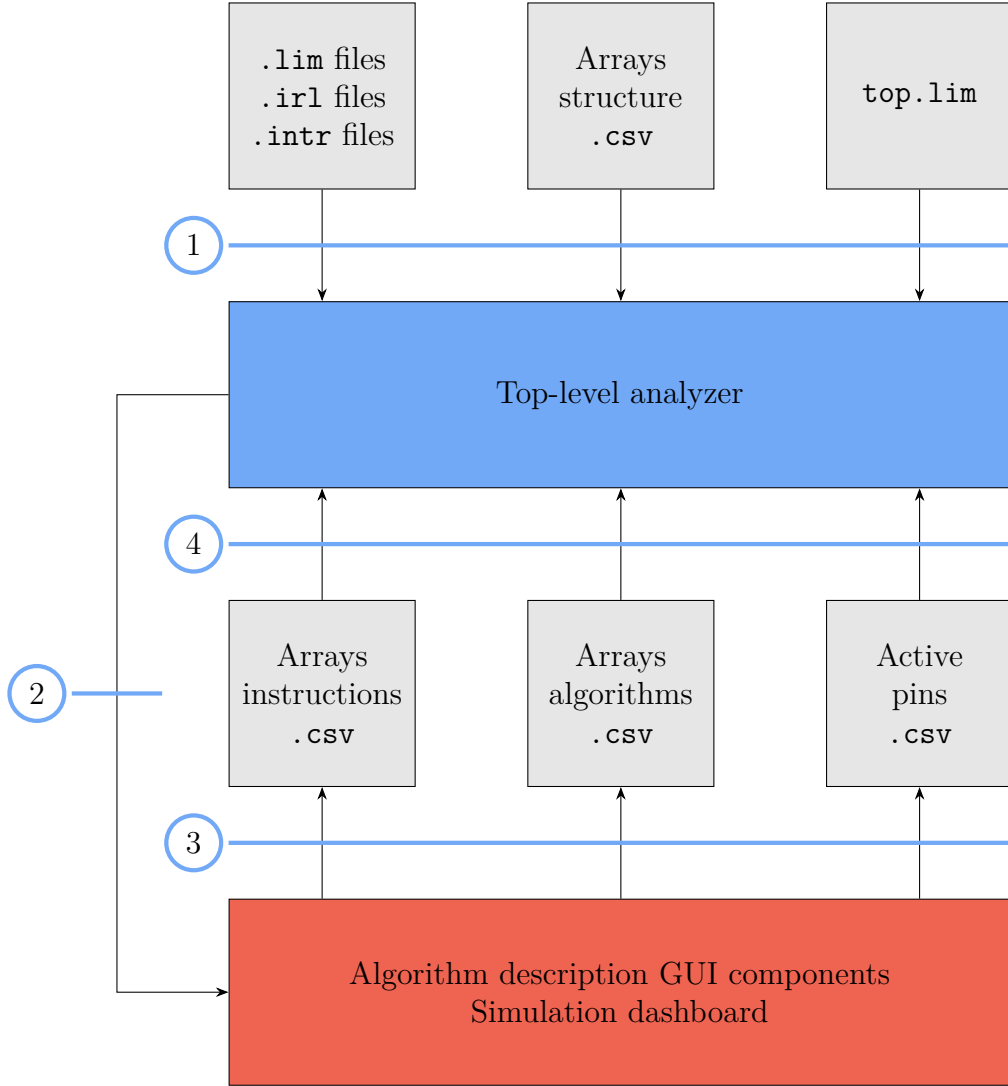 .lim files
.irl files
.intr files
Arrays
structure
.csv
top.lim
1
Top-level analyzer
4
Arrays
instructions
.csv
Arrays
algorithms
.csv
Active
pins
.csv
2
3
Algorithm description GUI components
Simulation dashboard